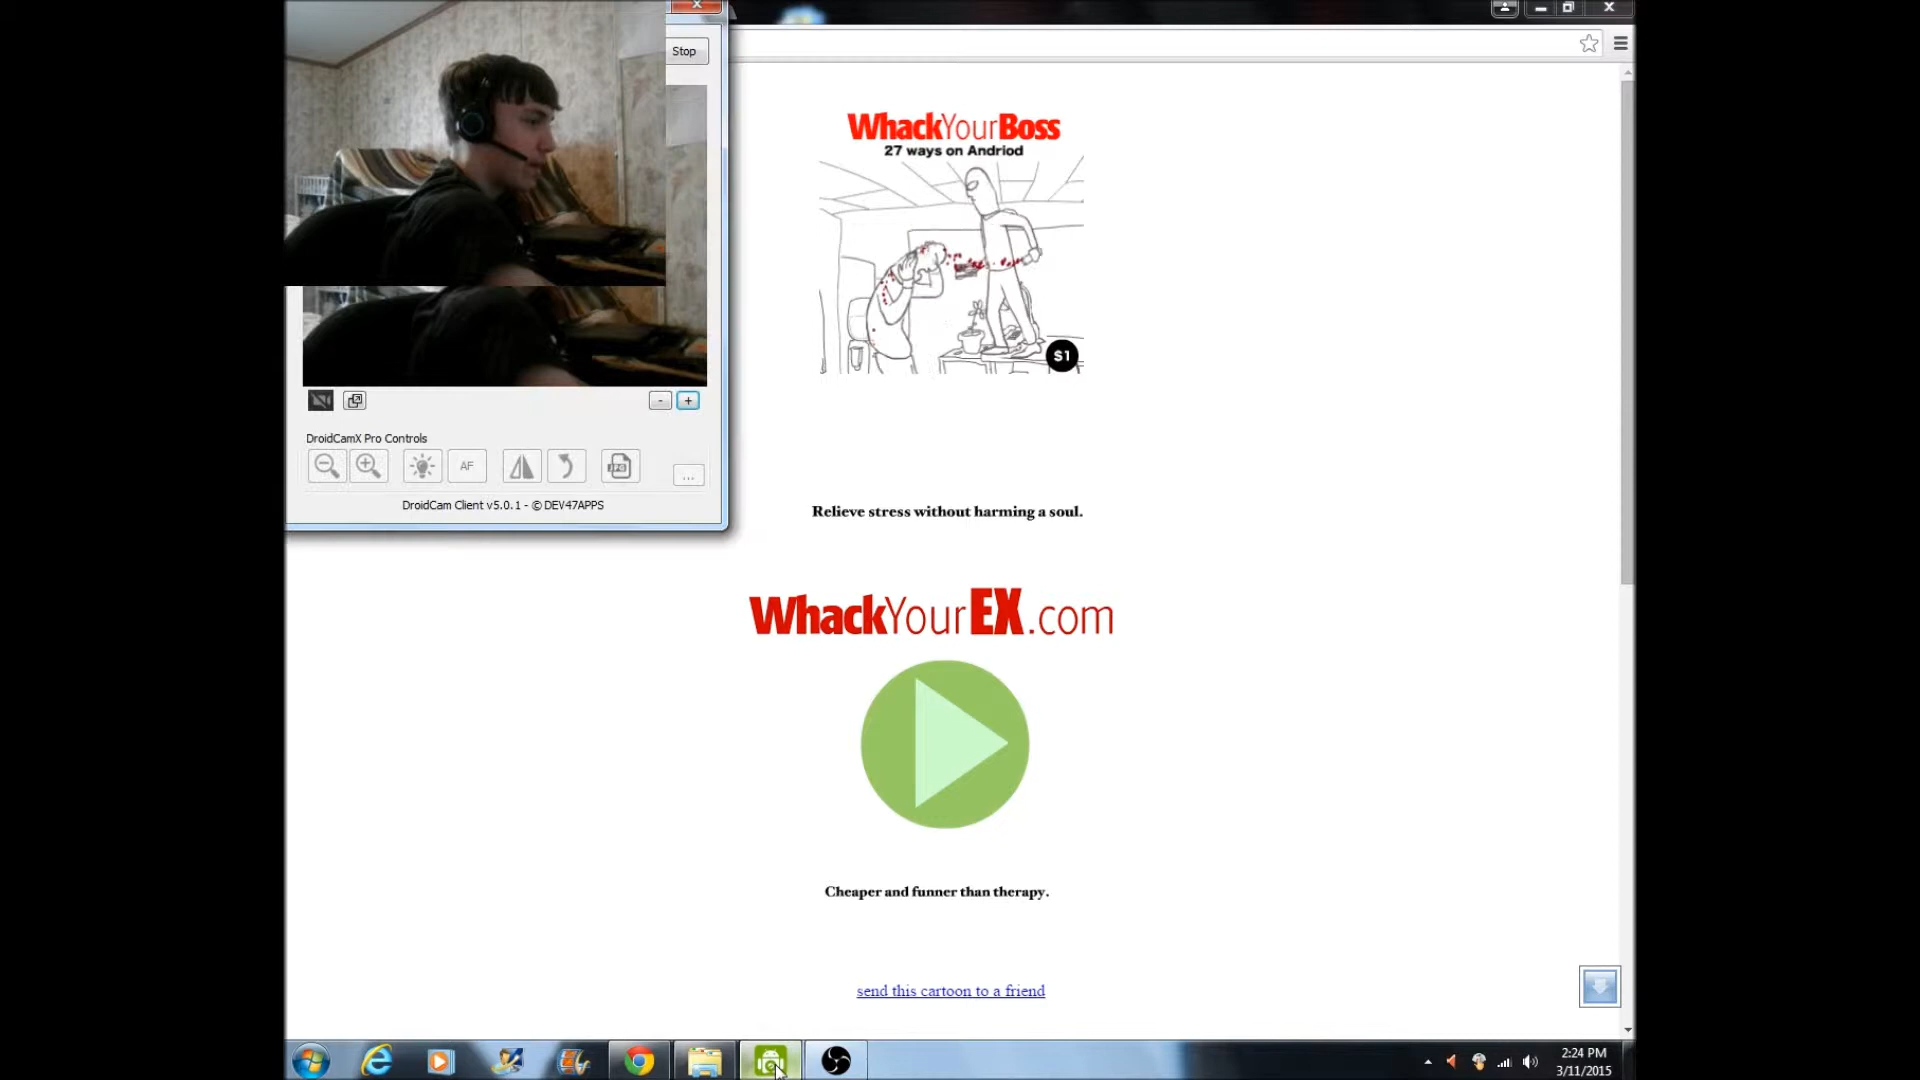 Stop
WhackYourBoss
27 ways on Andriod
$1
AF
JPG
...
-
+
DroidCamX Pro Controls
DroidCam Client v5.0.1 - © DEV47APPS
Relieve stress without harming a soul.
WhackYourEX.com
Cheaper and funner than therapy.
send this cartoon to a friend
2:24 PM
3/11/2015